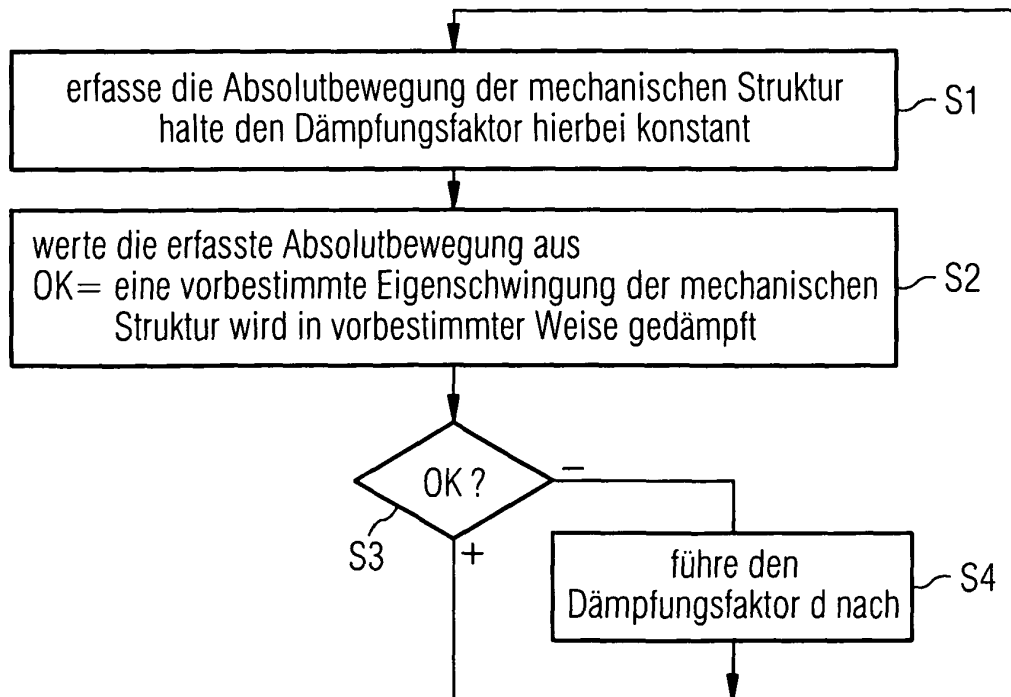 erfasse die Absolutbewegung der mechanischen Struktur
halte den Dämpfungsfaktor hierbei konstant
S1
werte die erfasste Absolutbewegung aus
OK= eine vorbestimmte Eigenschwingung der mechanischen
Struktur wird in vorbestimmter Weise gedämpft
S2
OK ?
–
S3
+
führe den
Dämpfungsfaktor d nach
S4